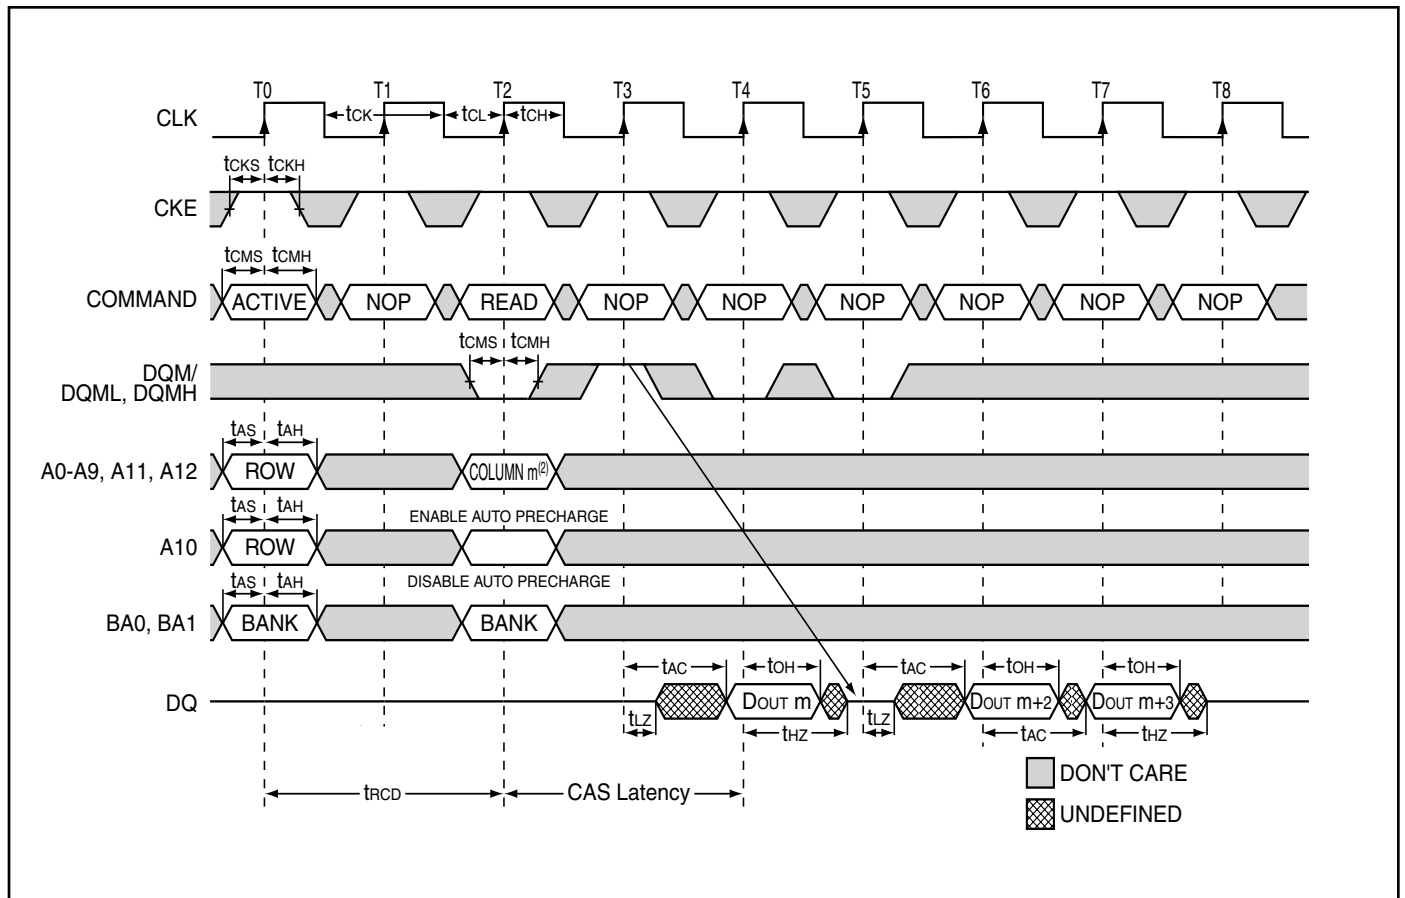 T0 T1 T2 T3 T4 T5 T6 T7 T8
CLK tCK tCL tCH
tCKS tCKH
CKE
tCMS tCMH
COMMAND ACTIVE NOP READ NOP NOP NOP NOP NOP NOP
tCMS tCMH
DQM/
DQML, DQMH
tAS tAH
A0-A9, A11, A12 ROW COLUMN m(2)
tAS tAH ENABLE AUTO PRECHARGE
A10 ROW
tAS tAH DISABLE AUTO PRECHARGE
BA0, BA1 BANK BANK
tAC tOH tAC tOH tOH
DQ DOUT m DOUT m+2 DOUT m+3
tLZ tHZ tLZ tAC tHZ
DON'T CARE
tRCD CAS Latency
UNDEFINED